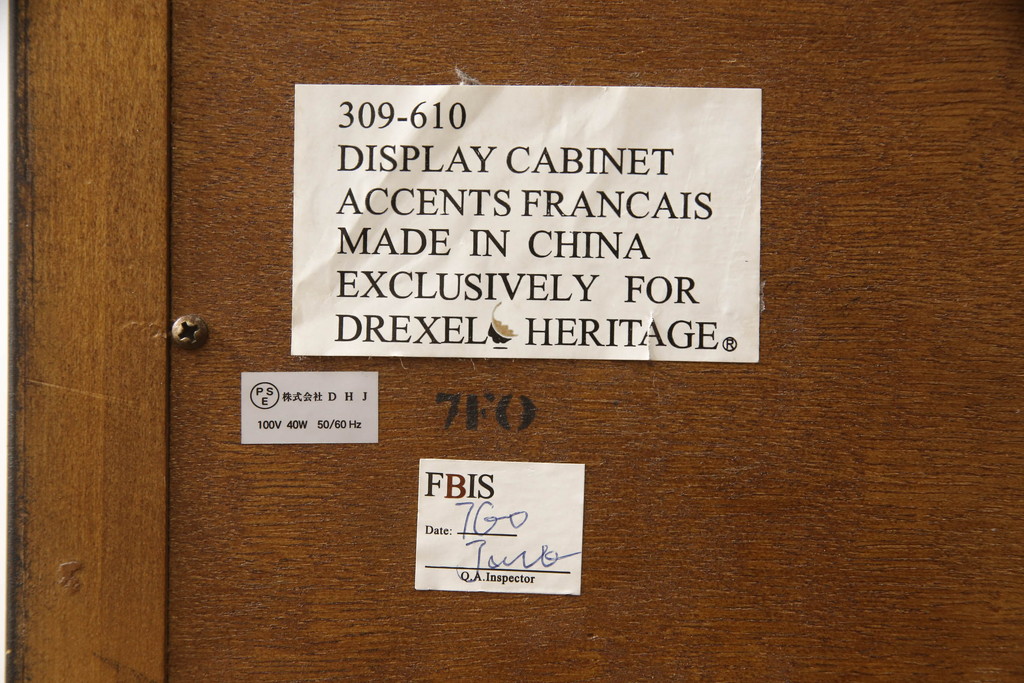 309-610
DISPLAY CABINET
ACCENTS FRANCAIS
MADE IN CHINA
EXCLUSIVELY FOR
DREXEL HERITAGE®
PSE 株式会社 D H J
100V 40W 50/60 Hz
7FO
FBIS
Date:
Q.A.Inspector